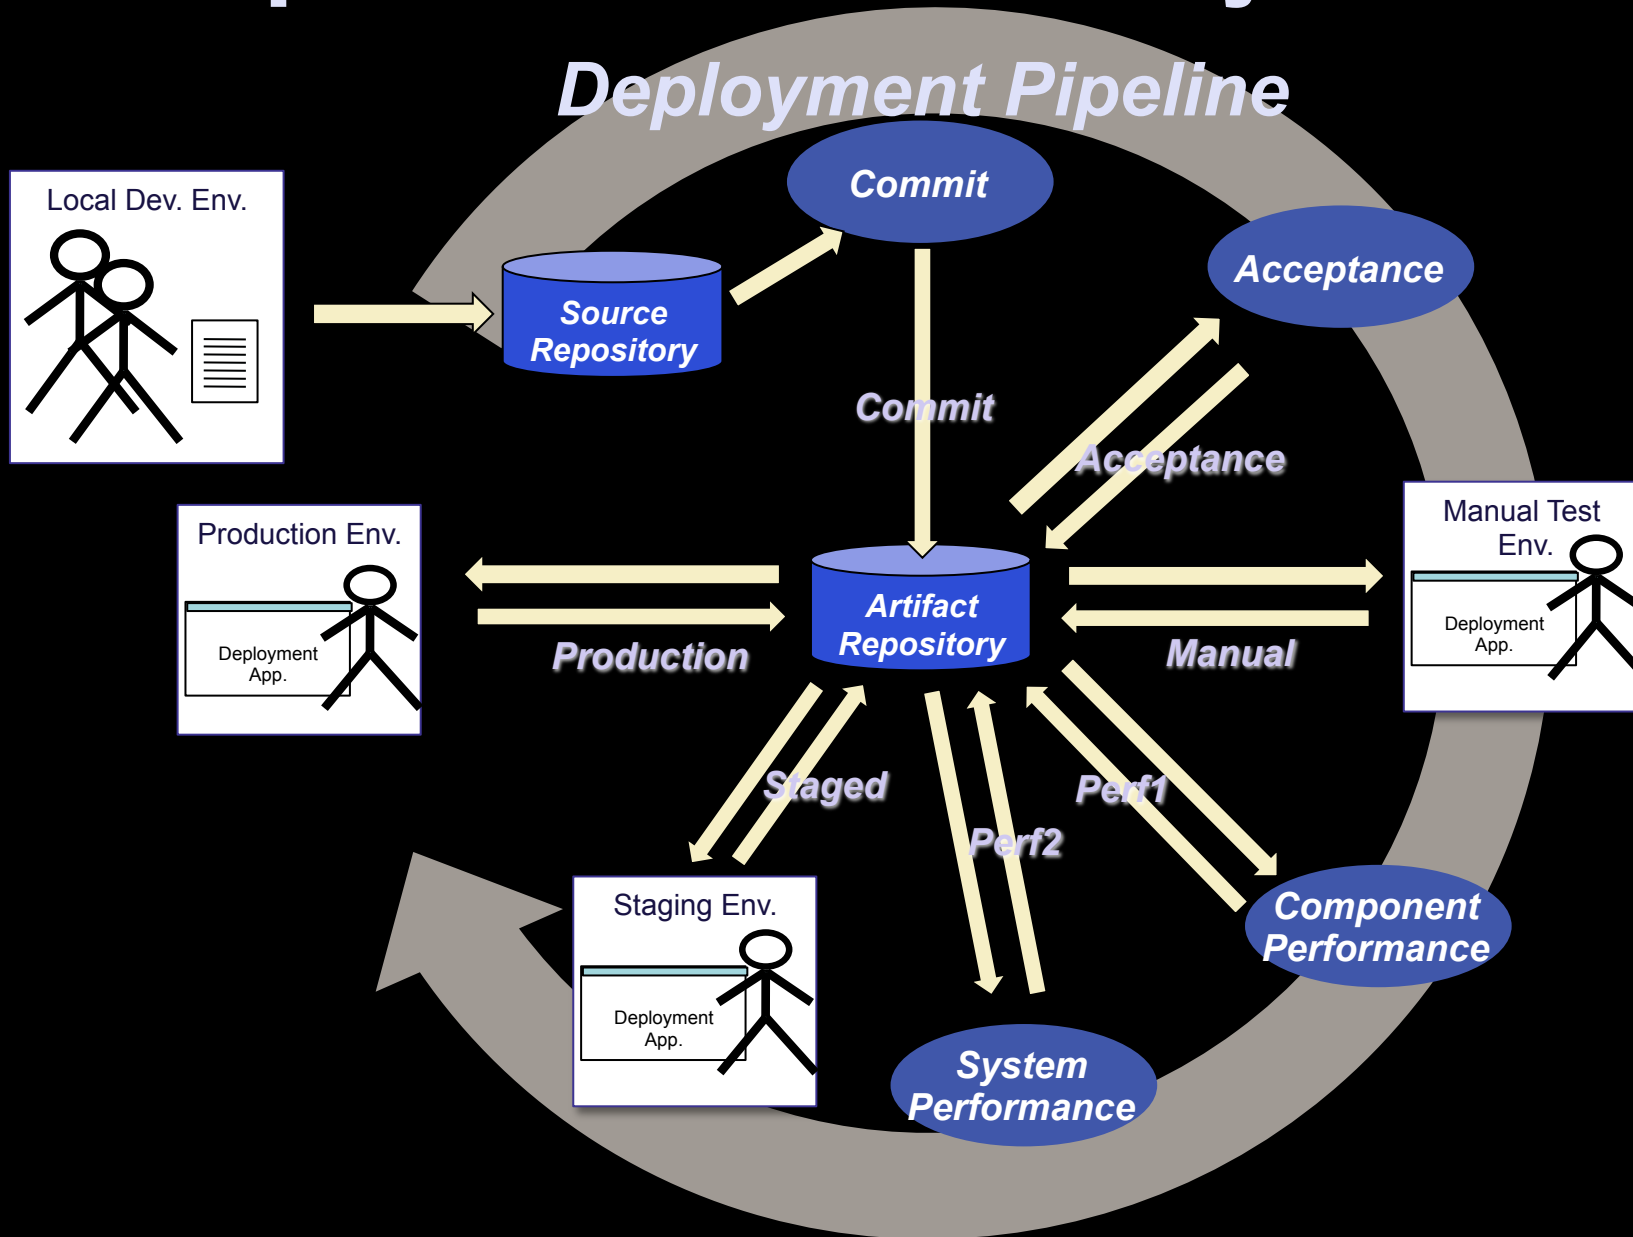 Deployment Pipeline
Local Dev. Env.
Commit
Acceptance
Source
Repository
Commit
Acceptance
Production Env.
Deployment
App.
Production
Artifact
Repository
Manual
Manual Test
Env.
Deployment
App.
Staged
Perf2
Perf1
Staging Env.
Deployment
App.
System
Performance
Component
Performance